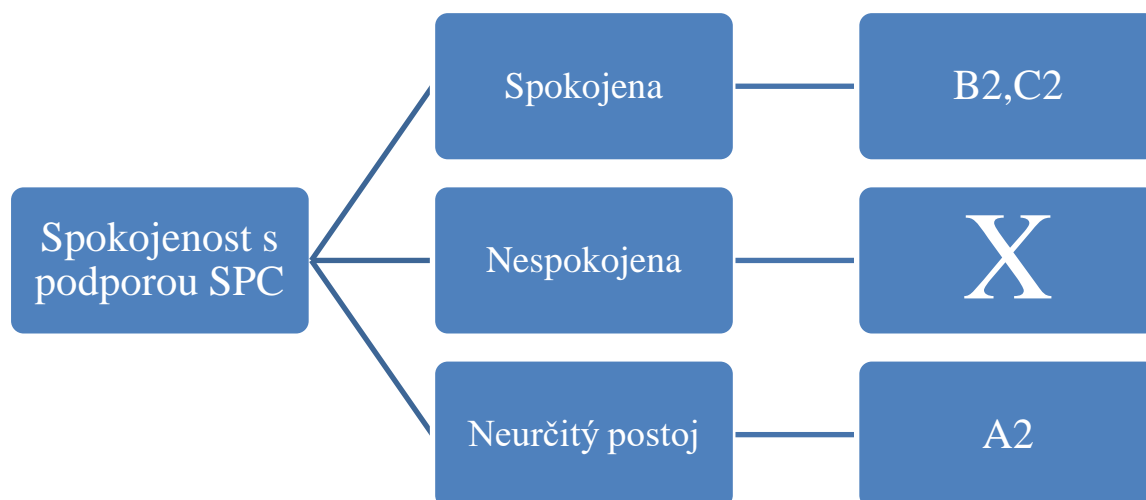 Spokojenost s
podporou SPC
Spokojena
B2,C2
Nespokojena
X
Neurčitý postoj
A2